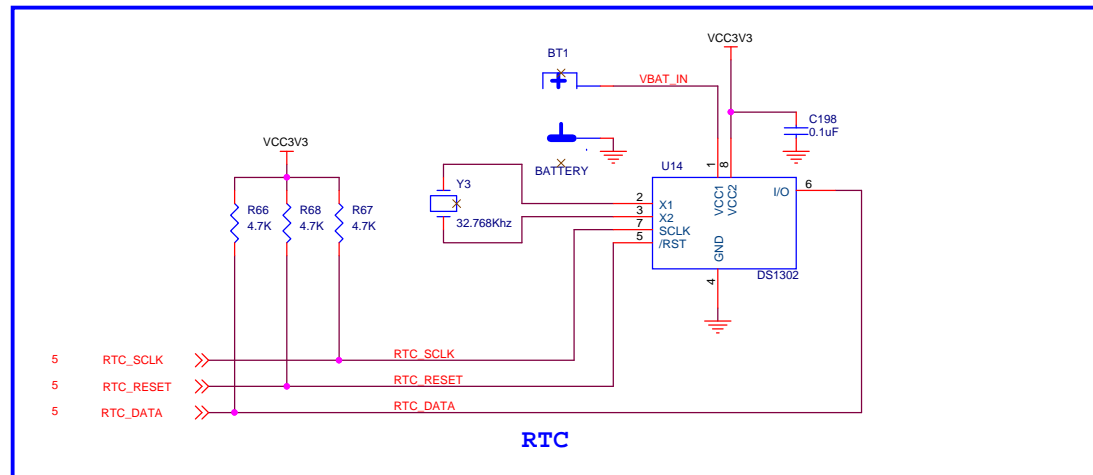 VCC3V3
BT1
VBAT_IN
C198
0.1uF
VCC3V3
BATTERY
U14
1
8
6
I/O
VCC1
VCC2
Y3
2
X1
3
X2
7
SCLK
5
/RST
GND
32.768Khz
R66
R68
R67
4.7K
4.7K
4.7K
4
DS1302
5 RTC_SCLK RTC_SCLK
5 RTC_RESET RTC_RESET
5 RTC_DATA RTC_DATA
RTC